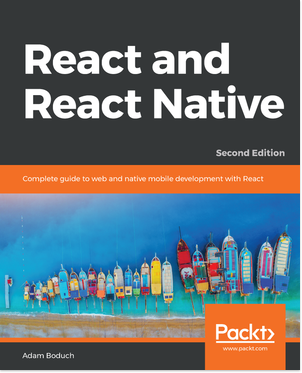 React and
React Native
Second Edition
Complete guide to web and native mobile development with React
Packt>
www.packt.com
Adam Boduch